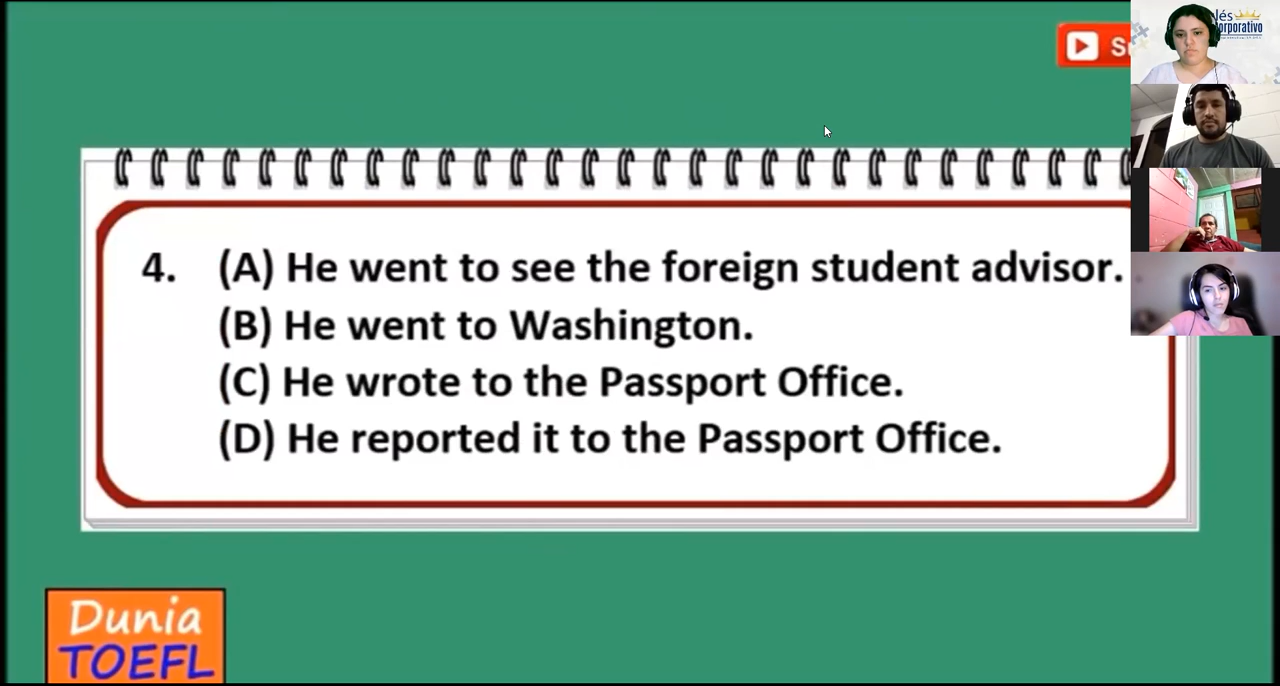 4. (A) He went to see the foreign student advisor.
(B) He went to Washington.
(C) He wrote to the Passport Office.
(D) He reported it to the Passport Office.
Dunia
TOEFL